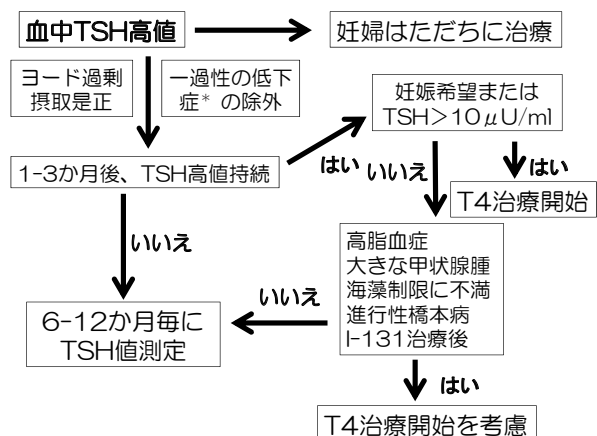 血中TSH高値
妊婦はただちに治療
ヨード過剰
摂取是正
一過性の低下
症* の除外
妊娠希望または
TSH>10μU/ml
1-3か月後、TSH高値持続
はい
いいえ
はい
T4治療開始
いいえ
高脂血症
大きな甲状腺腫
海藻制限に不満
進行性橋本病
I-131治療後
いいえ
6-12か月毎に
TSH値測定
はい
T4治療開始を考慮